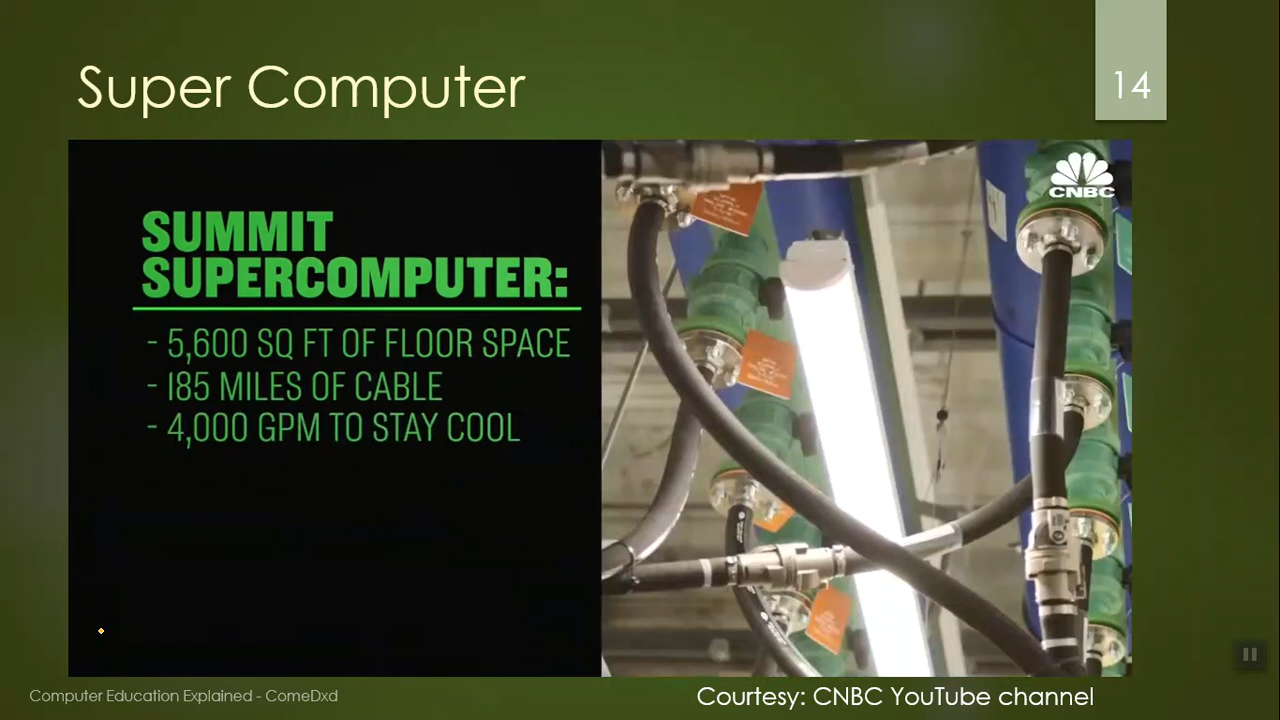 Super Computer
14
CNBC
SUMMIT
SUPERCOMPUTER:
- 5,600 SQ FT OF FLOOR SPACE
- 185 MILES OF CABLE
- 4,000 GPM TO STAY COOL
Computer Education Explained - ComeDxd
Courtesy: CNBC YouTube channel